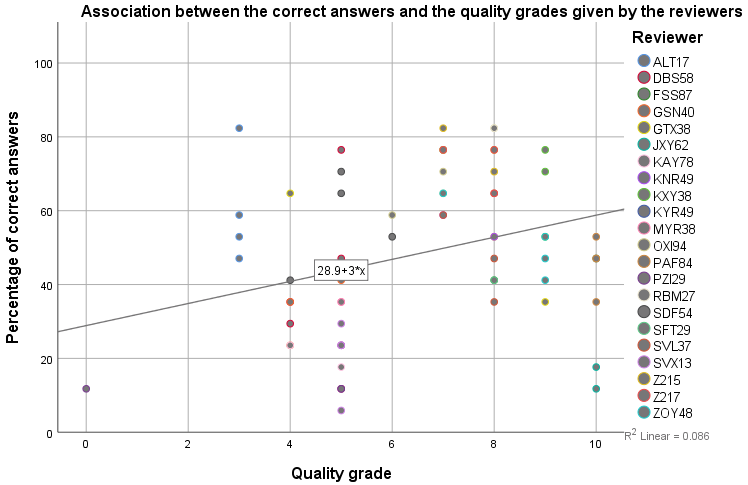 Association between the correct answers and the quality grades given by the reviewers
Reviewer
ALT17
DBS58
FSS87
GSN40
GTX38
JXY62
KAY78
KNR49
KXY38
KYR49
MYR38
OXI94
PAF84
PZI29
RBM27
SDF54
SFT29
SVL37
SVX13
Z215
Z217
ZOY48
R² Linear = 0.086
Percentage of correct answers
100
80
60
40
20
0
28.9+3*x
0 2 4 6 8 10
Quality grade